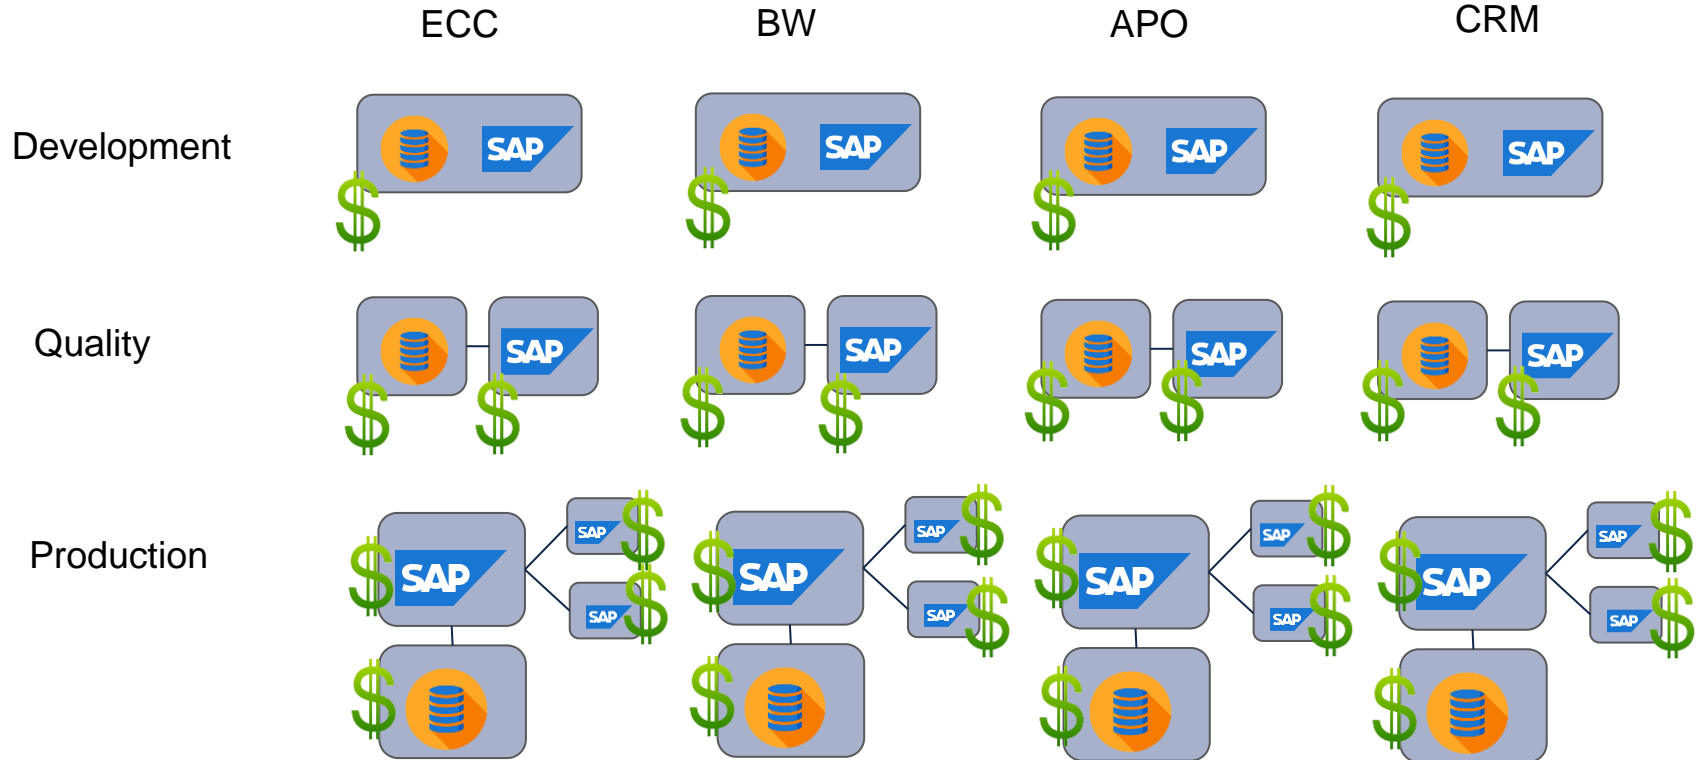 ECC BW APO CRM
Development
SAP SAP SAP SAP
$ $ $ $
Quality
SAP SAP SAP SAP
$ $ $ $ $ $ $ $
SAP $ SAP $ SAP $ SAP $
Production
$ SAP $ SAP $ SAP $ SAP
SAP $ SAP $ SAP $ SAP $
$ $ $ $